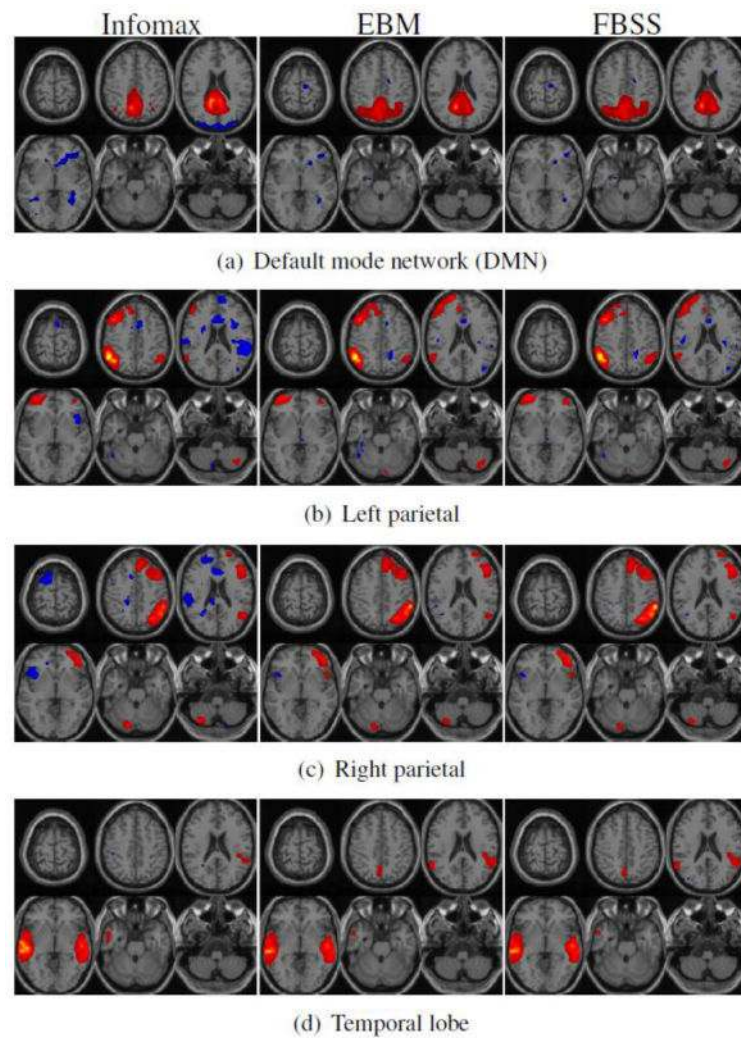 Infomax EBM FBSS
(a) Default mode network (DMN)
(b) Left parietal
(c) Right parietal
(d) Temporal lobe